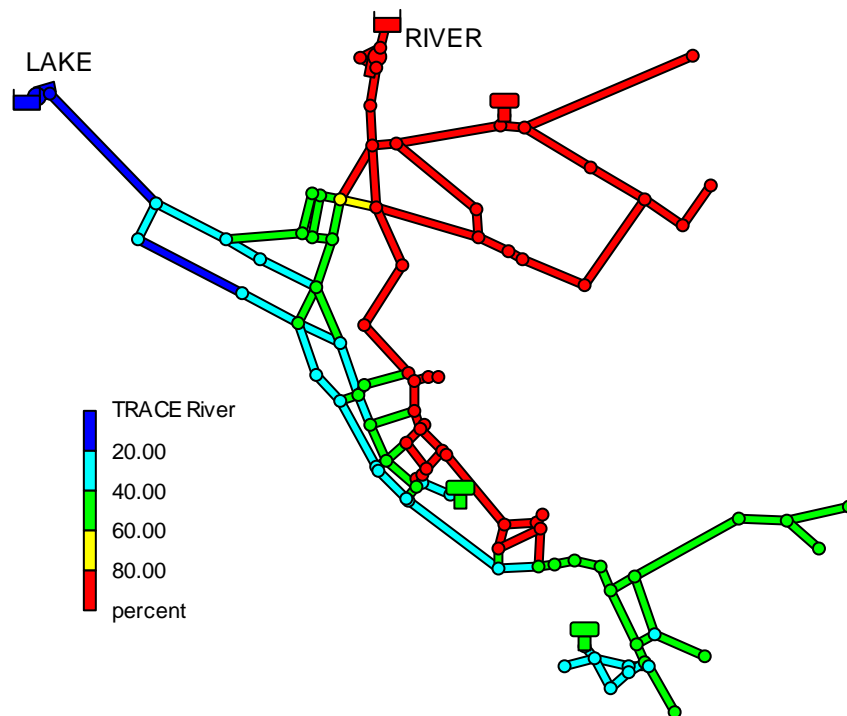 RIVER
LAKE
TRACE River
20.00
40.00
60.00
80.00
percent